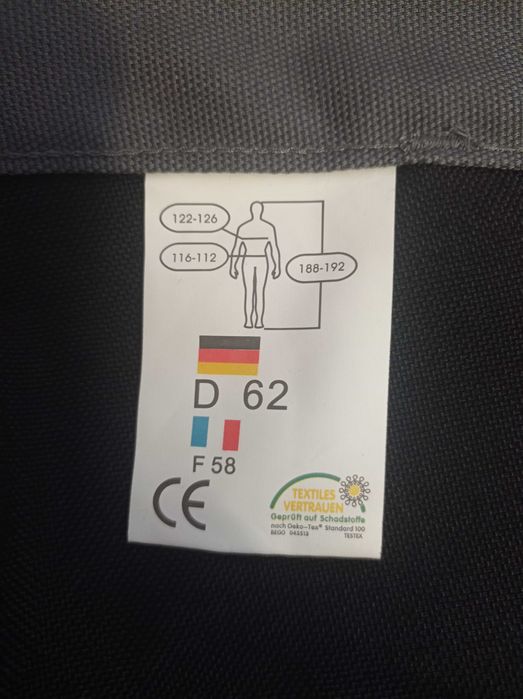 122-126
116-112
188-192
D 62
F 58
CE
TEXTILES
VERTRAUEN
Geprüft auf Schadstoffe
nach Oeko-Tex® Standard 100
TESTEX